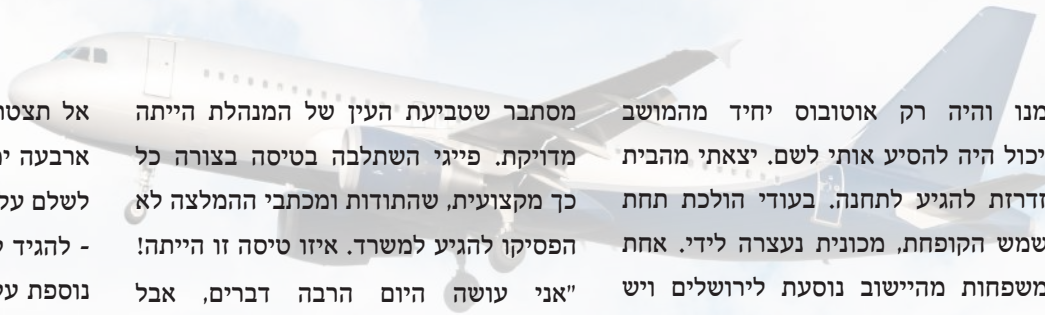 מנו והיה רק אוטובוס יחיד מהמושב
יכול היה להסיע אותי לשם. יצאתי מהבית
הולכת תחת להגיע לתחנה. בעודי
שמש הקופחת, מכונית נעצרה לידי. אחת
משפחות מהיישוב נוסעת לירושלים ויש
מסתבר שטביעת העין של המנהלת הייתה
מדויקת. פייגי השתלבה בטיסה בצורה כל
כך מקצועית, שהתודות ומכתבי ההמלצה לא
הפסיקו להגיע למשרד. איזו טיסה זו הייתה!
"אני עושה היום הרבה דברים, אבל
אל
ארבעה
לשלם
- להגיד
נוספת